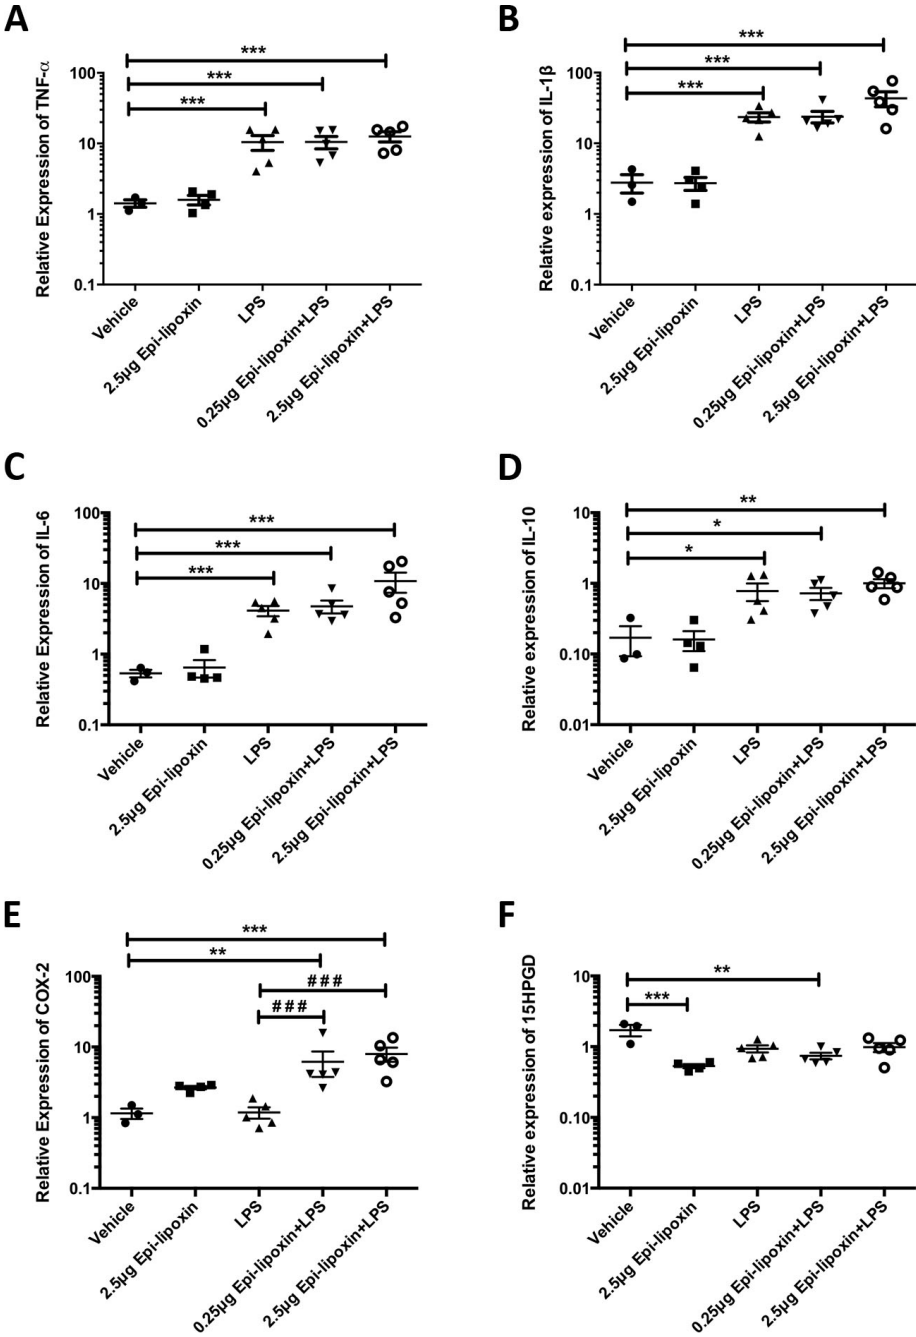 A
***
***
***
Relative Expression of TNF-α
100
10
1
0.1
Vehicle
2.5µg Epi-lipoxin
LPS
0.25µg Epi-lipoxin+LPS
2.5µg Epi-lipoxin+LPS
B
***
***
***
Relative expression of IL-1β
100
10
1
0.1
Vehicle
2.5µg Epi-lipoxin
LPS
0.25µg Epi-lipoxin+LPS
2.5µg Epi-lipoxin+LPS
C
***
***
***
Relative Expression of IL-6
100
10
1
0.1
Vehicle
2.5µg Epi-lipoxin
LPS
0.25µg Epi-lipoxin+LPS
2.5µg Epi-lipoxin+LPS
D
**
*
*
Relative expression of IL-10
10
1
0.10
0.01
Vehicle
2.5µg Epi-lipoxin
LPS
0.25µg Epi-lipoxin+LPS
2.5µg Epi-lipoxin+LPS
E
***
**
###
###
Relative Expression of COX-2
100
10
1
0.1
Vehicle
2.5µg Epi-lipoxin
LPS
0.25µg Epi-lipoxin+LPS
2.5µg Epi-lipoxin+LPS
F
**
***
Relative expression of 15HPGD
10
1
0.10
0.01
Vehicle
2.5µg Epi-lipoxin
LPS
0.25µg Epi-lipoxin+LPS
2.5µg Epi-lipoxin+LPS